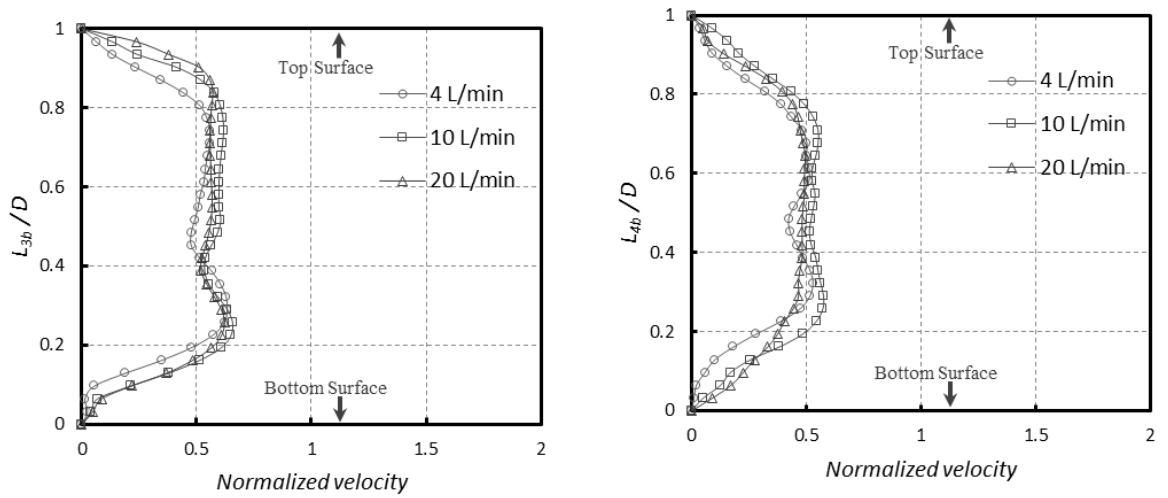 1
0.8
0.6
0.4
0.2
0
L3b / D
0
0.5
1
1.5
2
Normalized velocity
Top Surface
4 L/min
10 L/min
20 L/min
Bottom Surface
1
0.8
0.6
0.4
0.2
0
L4b / D
0
0.5
1
1.5
2
Normalized velocity
Top Surface
4 L/min
10 L/min
20 L/min
Bottom Surface